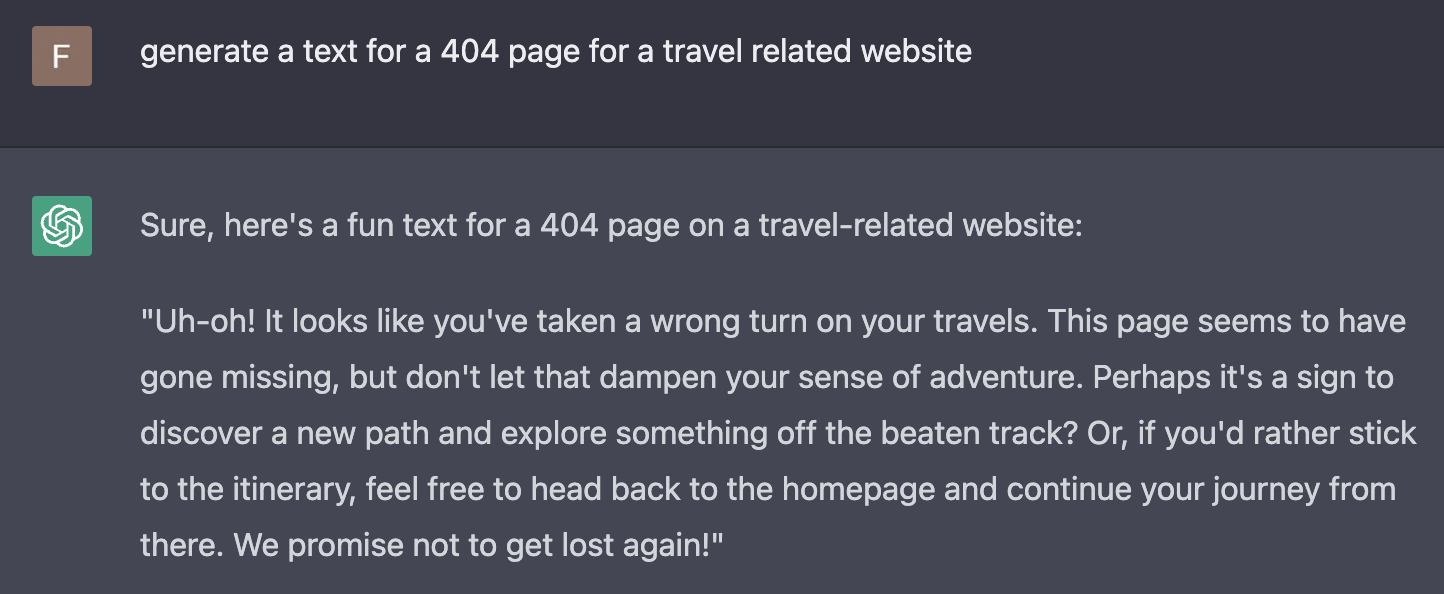 F
generate a text for a 404 page for a travel related website
Sure, here's a fun text for a 404 page on a travel-related website:
"Uh-oh! It looks like you've taken a wrong turn on your travels. This page seems to have
gone missing, but don't let that dampen your sense of adventure. Perhaps it's a sign to
discover a new path and explore something off the beaten track? Or, if you'd rather stick
to the itinerary, feel free to head back to the homepage and continue your journey from
there. We promise not to get lost again!"